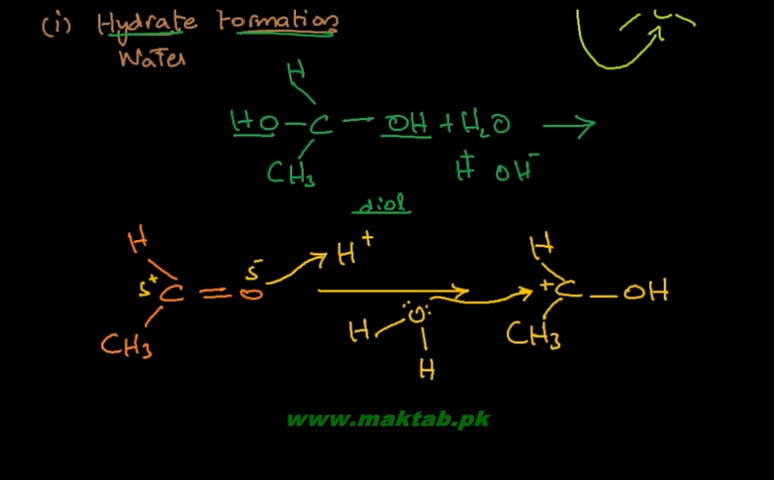 (i) Hydrate Formation
Water
H
HO—C—OH + H₂O →
CH₃
H⁺ OH⁻
diol
H
δ⁺C=Oδ⁻
CH₃
H⁺
H–Ö:
H
H
⁺C—OH
CH₃
www.maktab.pk